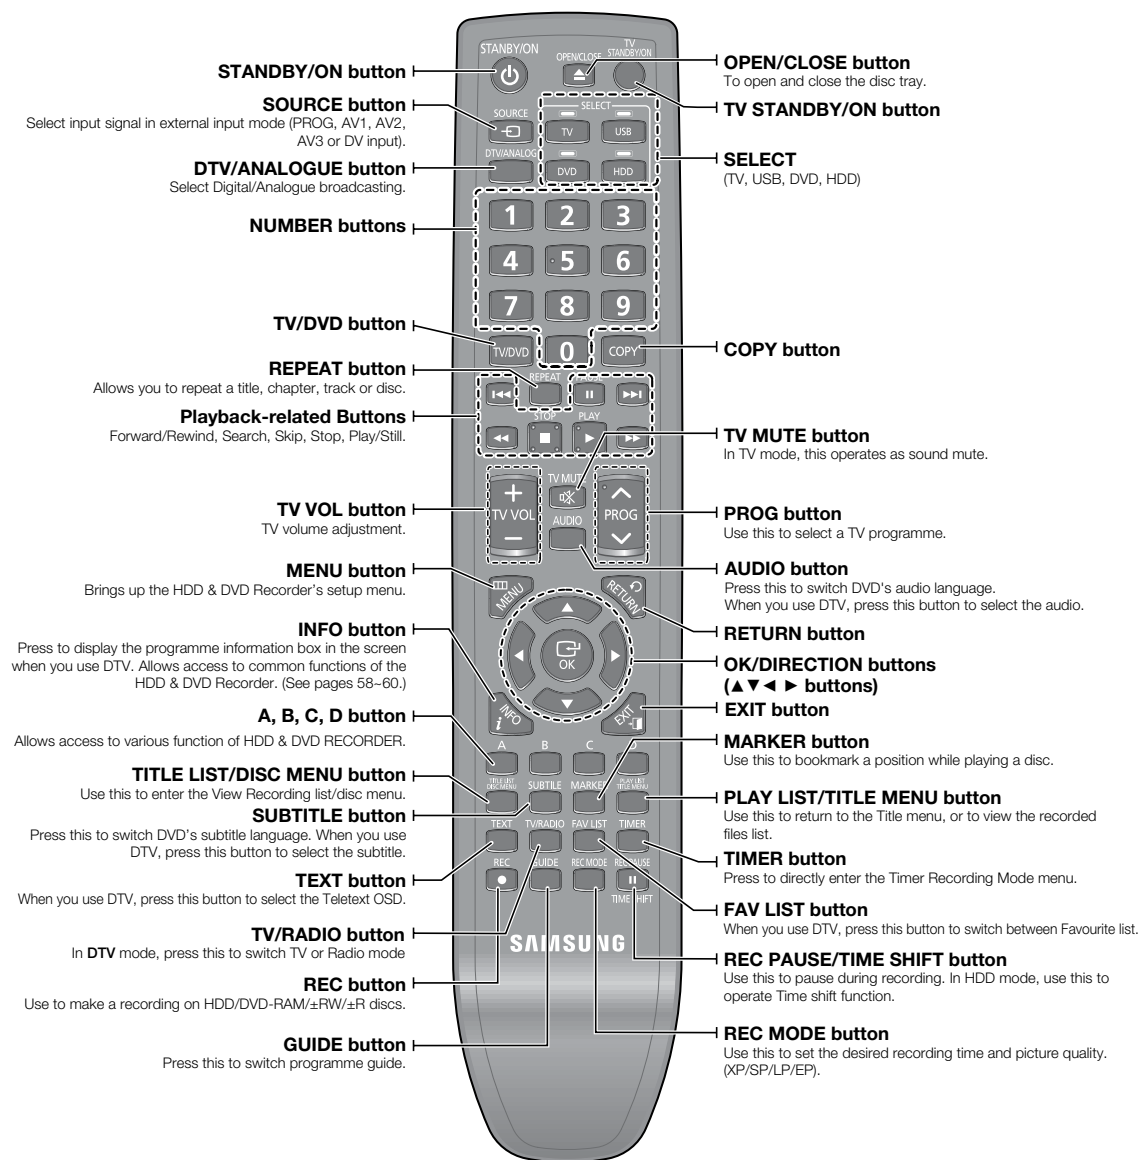 STANDBY/ON button
SOURCE button
Select input signal in external input mode (PROG, AV1, AV2,
AV3 or DV input).
DTV/ANALOGUE button
Select Digital/Analogue broadcasting.
NUMBER buttons
TV/DVD button
REPEAT button
Allows you to repeat a title, chapter, track or disc.
Playback-related Buttons
Forward/Rewind, Search, Skip, Stop, Play/Still.
TV VOL button
TV volume adjustment.
MENU button
Brings up the HDD & DVD Recorder's setup menu.
INFO button
Press to display the programme information box in the screen
when you use DTV. Allows access to common functions of the
HDD & DVD Recorder. (See pages 58~60.)
A, B, C, D button
Allows access to various function of HDD & DVD RECORDER.
TITLE LIST/DISC MENU button
Use this to enter the View Recording list/disc menu.
SUBTITLE button
Press this to switch DVD's subtitle language. When you use
DTV, press this button to select the subtitle.
TEXT button
When you use DTV, press this button to select the Teletext OSD.
TV/RADIO button
In DTV mode, press this to switch TV or Radio mode
REC button
Use to make a recording on HDD/DVD-RAM/±RW/±R discs.
GUIDE button
Press this to switch programme guide.
STANBY/ON
OPEN/CLOSE
TV
STANDBY/ON
SOURCE
SELECT
TV
USB
DTV/ANALOG
DVD
HDD
1 2 3
4 5 6
7 8 9
TV/DVD
0
COPY
REPEAT
PAUSE
STOP
PLAY
TV MUT
+
TV VOL
−
AUDIO
PROG
MENU
RETURN
OK
INFO
i
EXIT
A B C D
TITLE LIST
DISC MENU
SUBTILE
MARKER
PLAY LIST
TITLE MENU
TEXT
TV/RADIO
FAV LIST
TIMER
REC
GUIDE
REC MODE
REC PAUSE
TIME SHIFT
SAMSUNG
OPEN/CLOSE button
To open and close the disc tray.
TV STANDBY/ON button
SELECT
(TV, USB, DVD, HDD)
COPY button
TV MUTE button
In TV mode, this operates as sound mute.
PROG button
Use this to select a TV programme.
AUDIO button
Press this to switch DVD's audio language.
When you use DTV, press this button to select the audio.
RETURN button
OK/DIRECTION buttons
(▲▼◄ ► buttons)
EXIT button
MARKER button
Use this to bookmark a position while playing a disc.
PLAY LIST/TITLE MENU button
Use this to return to the Title menu, or to view the recorded
files list.
TIMER button
Press to directly enter the Timer Recording Mode menu.
FAV LIST button
When you use DTV, press this button to switch between Favourite list.
REC PAUSE/TIME SHIFT button
Use this to pause during recording. In HDD mode, use this to
operate Time shift function.
REC MODE button
Use this to set the desired recording time and picture quality.
(XP/SP/LP/EP).